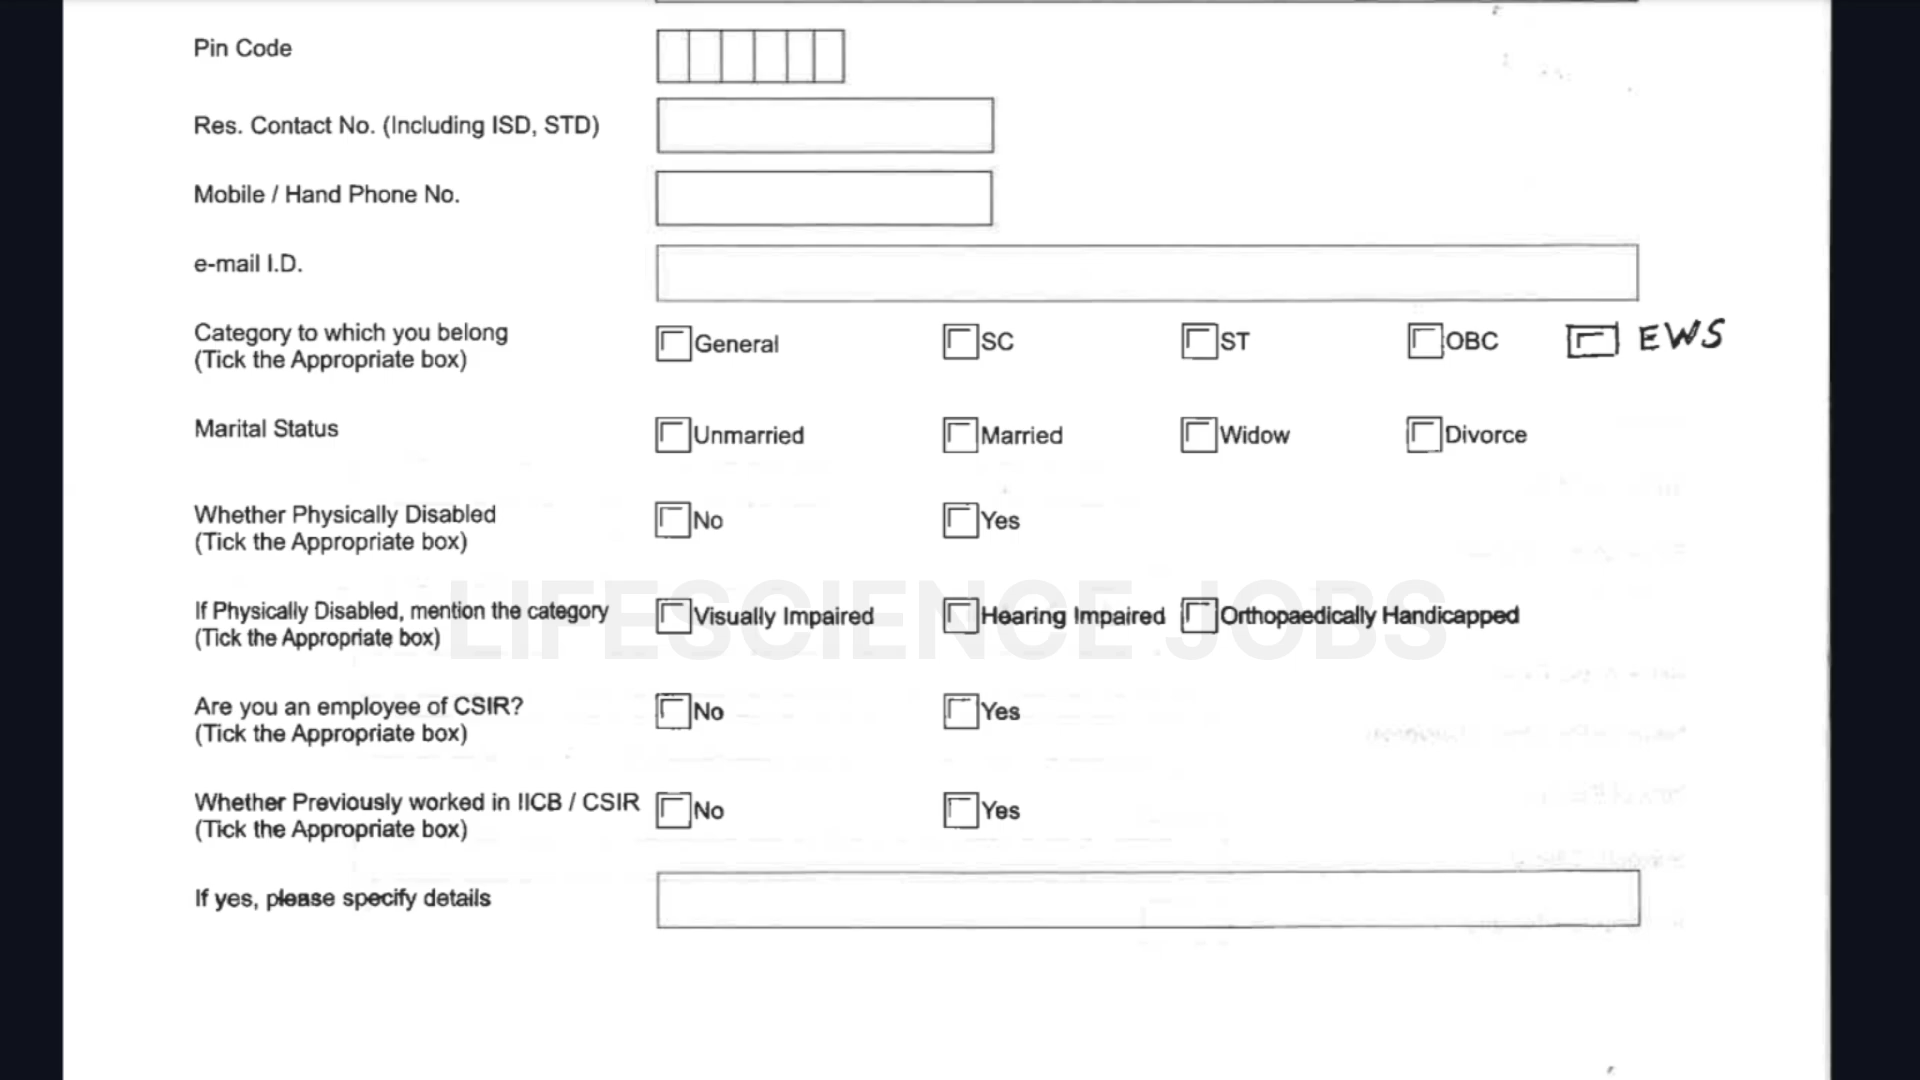 Pin Code
Res. Contact No. (Including ISD, STD)
Mobile / Hand Phone No.
e-mail I.D.
Category to which you belong
(Tick the Appropriate box)
General SC ST OBC EWS
Marital Status
Unmarried Married Widow Divorce
Whether Physically Disabled
(Tick the Appropriate box)
No Yes
If Physically Disabled, mention the category
(Tick the Appropriate box)
Visually Impaired Hearing Impaired Orthopaedically Handicapped
LIFESCIENCE JOBS
Are you an employee of CSIR?
(Tick the Appropriate box)
No Yes
Whether Previously worked in IICB / CSIR
(Tick the Appropriate box)
No Yes
If yes, please specify details